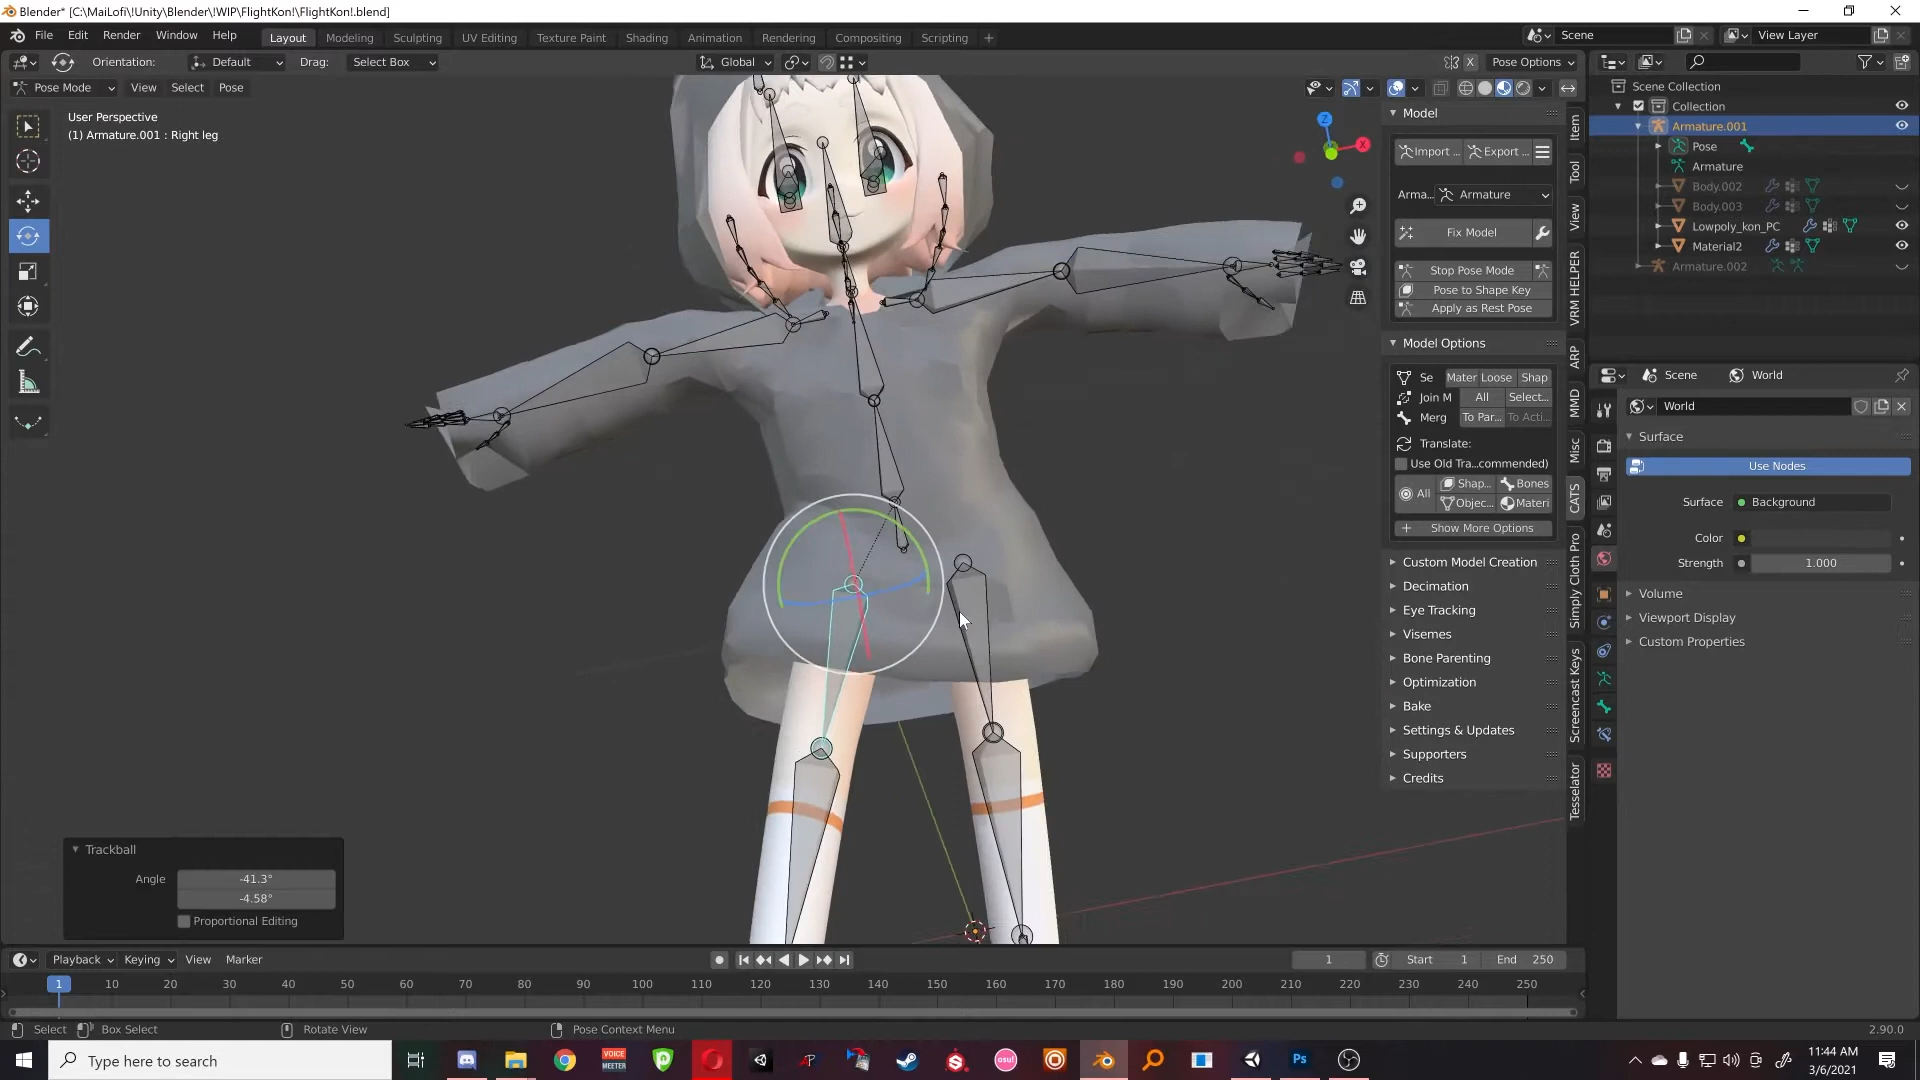 Blender* [C:\MaiLofi\!Unity\Blender\!WIP\FlightKon!\FlightKon!.blend]
File Edit Render Window Help
Layout Modeling Sculpting UV Editing Texture Paint Shading Animation Rendering Compositing Scripting +
Scene
View Layer
Orientation: Default Drag: Select Box
Global
X Pose Options
Pose Mode View Select Pose
User Perspective
(1) Armature.001 : Right leg
Z
X
Model
Import ... Export ...
Arma... Armature
Fix Model
Stop Pose Mode
Pose to Shape Key
Apply as Rest Pose
Model Options
Se Mater Loose Shap
Join M All Select...
Merg To Par... To Acti...
Translate:
Use Old Tra...commended)
All Shap... Bones
Objec... Materi
+ Show More Options
Custom Model Creation
Decimation
Eye Tracking
Visemes
Bone Parenting
Optimization
Bake
Settings & Updates
Supporters
Credits
Item
Tool
View
VRM HELPER
ARP
MMD
Misc
CATS
Simply Cloth Pro
Screencast Keys
Tesselator
Scene Collection
Collection
Armature.001
Pose
Armature
Body.002
Body.003
Lowpoly_kon_PC
Material2
Armature.002
Scene World
World
Surface
Use Nodes
Surface Background
Color
Strength 1.000
Volume
Viewport Display
Custom Properties
Trackball
Angle -41.3°
-4.58°
Proportional Editing
Playback Keying View Marker
1 Start 1 End 250
1 10 20 30 40 50 60 70 80 90 100 110 120 130 140 150 160 170 180 190 200 210 220 230 240 250
Select Box Select Rotate View Pose Context Menu 2.90.0
Type here to search
VOICE
MEETER
osu!
Ps
11:44 AM
3/6/2021